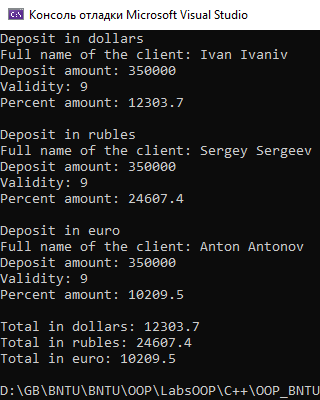 Консоль отладки Microsoft Visual Studio
Deposit in dollars
Full name of the client: Ivan Ivaniv
Deposit amount: 350000
Validity: 9
Percent amount: 12303.7
Deposit in rubles
Full name of the client: Sergey Sergeev
Deposit amount: 350000
Validity: 9
Percent amount: 24607.4
Deposit in euro
Full name of the client: Anton Antonov
Deposit amount: 350000
Validity: 9
Percent amount: 10209.5
Total in dollars: 12303.7
Total in rubles: 24607.4
Total in euro: 10209.5
D:\GB\BNTU\BNTU\OOP\LabsOOP\C++\OOP_BNTU